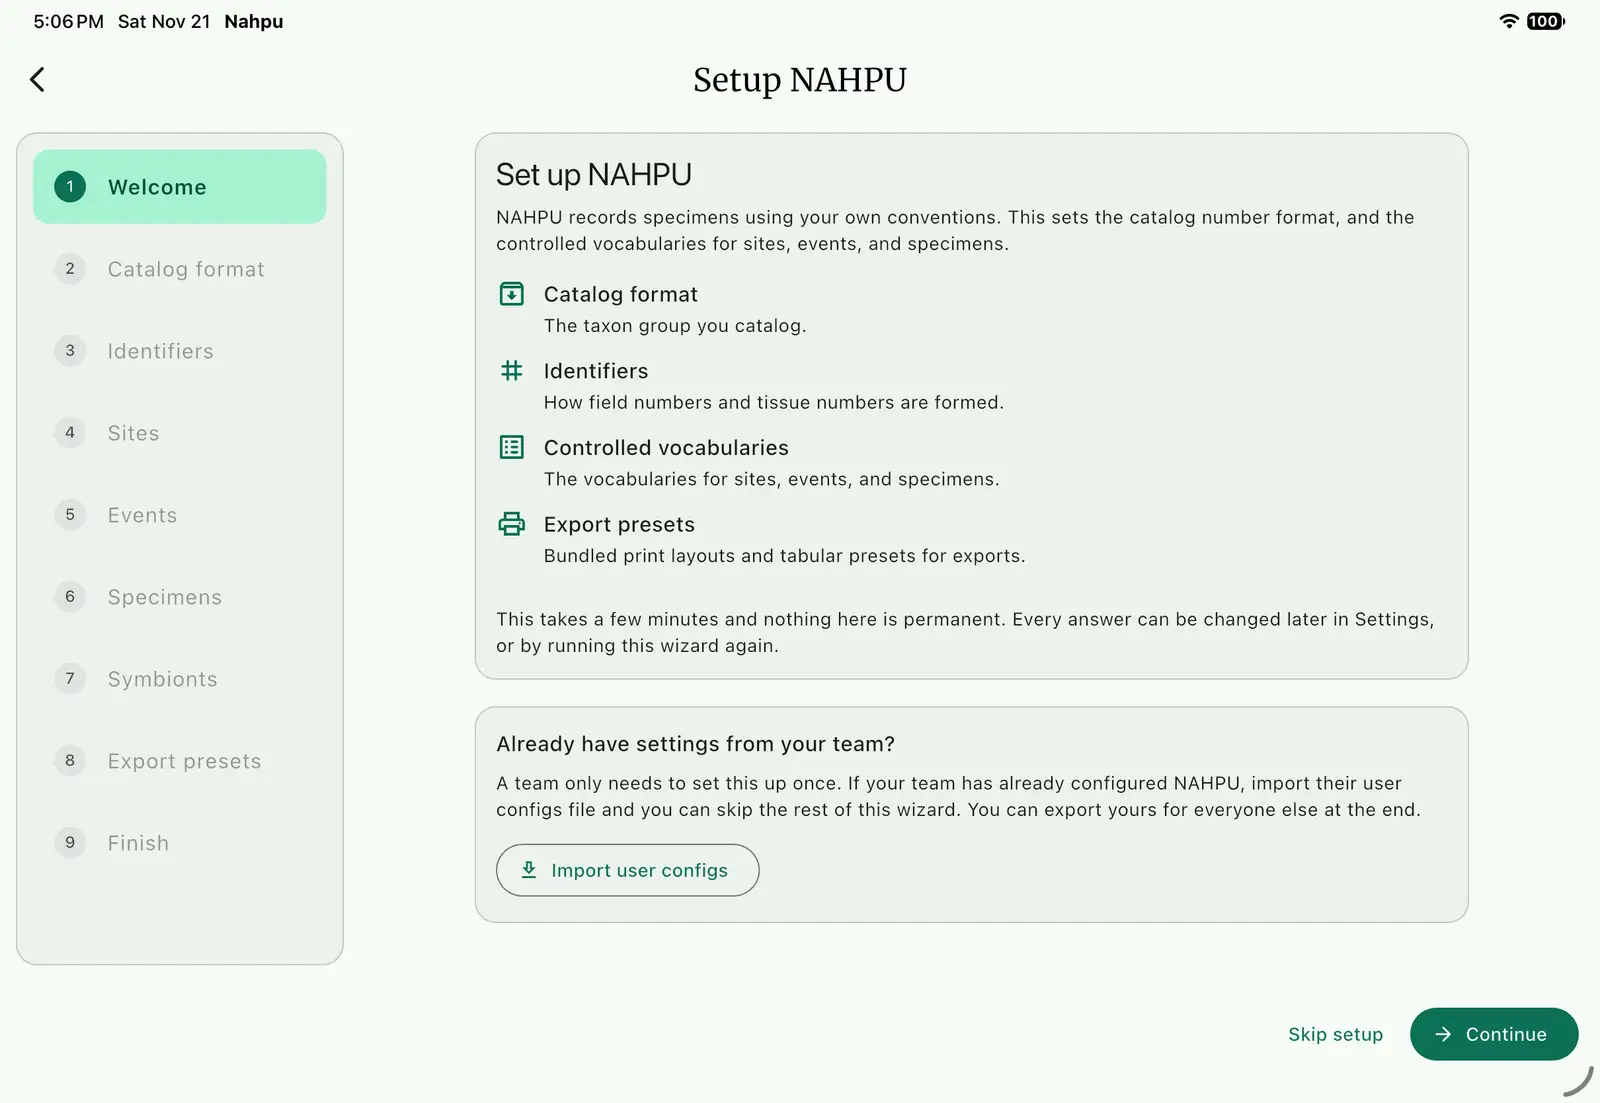 5:06 PM Sat Nov 21 Nahpu
100
Setup NAHPU
1 Welcome
2 Catalog format
3 Identifiers
4 Sites
5 Events
6 Specimens
7 Symbionts
8 Export presets
9 Finish
Set up NAHPU
NAHPU records specimens using your own conventions. This sets the catalog number format, and the
controlled vocabularies for sites, events, and specimens.
Catalog format
The taxon group you catalog.
Identifiers
How field numbers and tissue numbers are formed.
Controlled vocabularies
The vocabularies for sites, events, and specimens.
Export presets
Bundled print layouts and tabular presets for exports.
This takes a few minutes and nothing here is permanent. Every answer can be changed later in Settings,
or by running this wizard again.
Already have settings from your team?
A team only needs to set this up once. If your team has already configured NAHPU, import their user
configs file and you can skip the rest of this wizard. You can export yours for everyone else at the end.
Import user configs
Skip setup
Continue